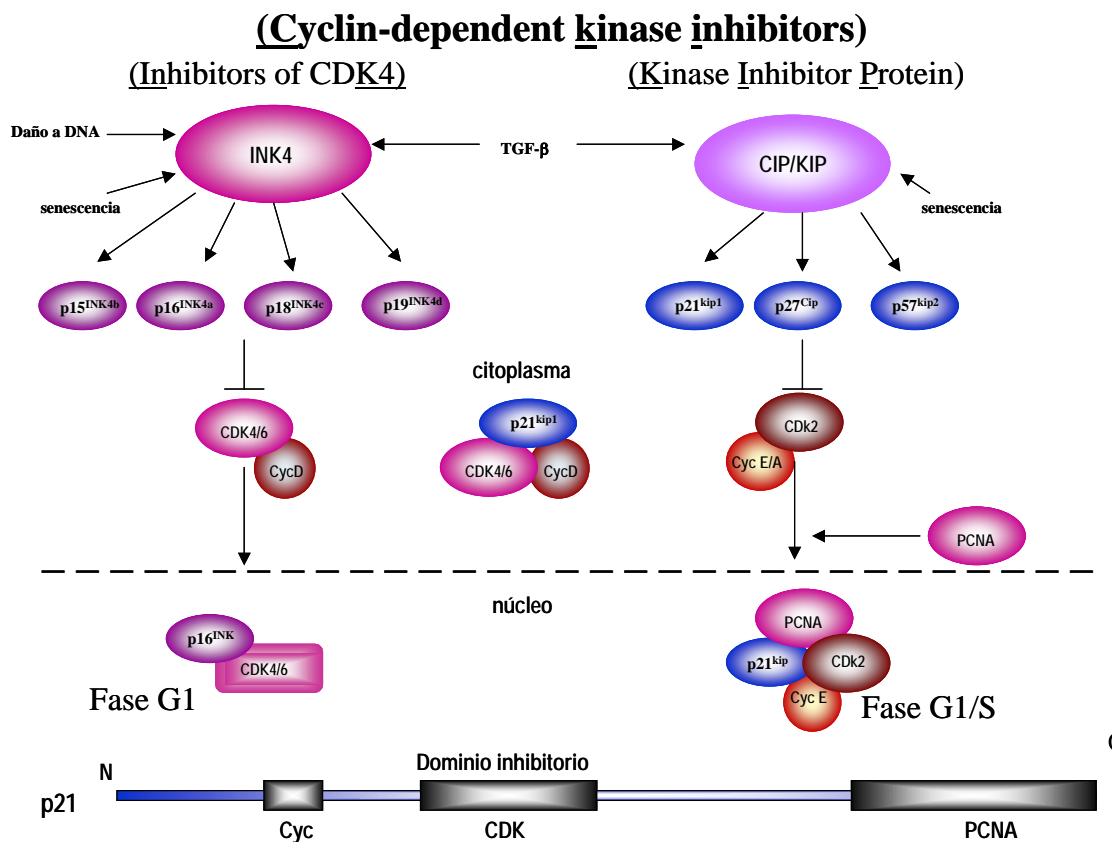 (Cyclin-dependent kinase inhibitors)
(Inhibitors of CDK4)
(Kinase Inhibitor Protein)
Daño a DNA
INK4
TGF-β
CIP/KIP
senescencia
senescencia
p15INK4b
p16INK4a
p18INK4c
p19INK4d
p21kip1
p27Cip
p57kip2
citoplasma
CDK4/6
CycD
p21kip1
CDK4/6
CycD
CDk2
Cyc E/A
PCNA
núcleo
p16INK
CDK4/6
Fase G1
PCNA
p21kip
CDk2
Cyc E
Fase G1/S
N
Dominio inhibitorio
p21
Cyc
CDK
PCNA